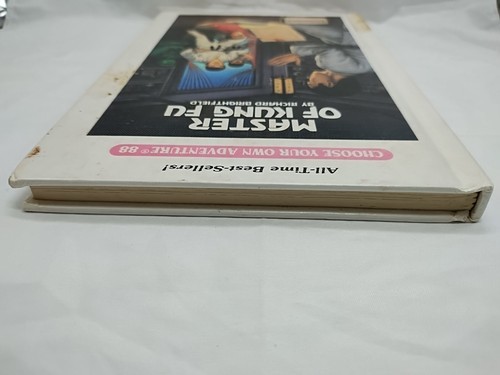 All-Time Best-Sellers!
CHOOSE YOUR OWN ADVENTURE® 88
MASTER
OF KUNG FU
BY RICHARD BRIGHTFIELD